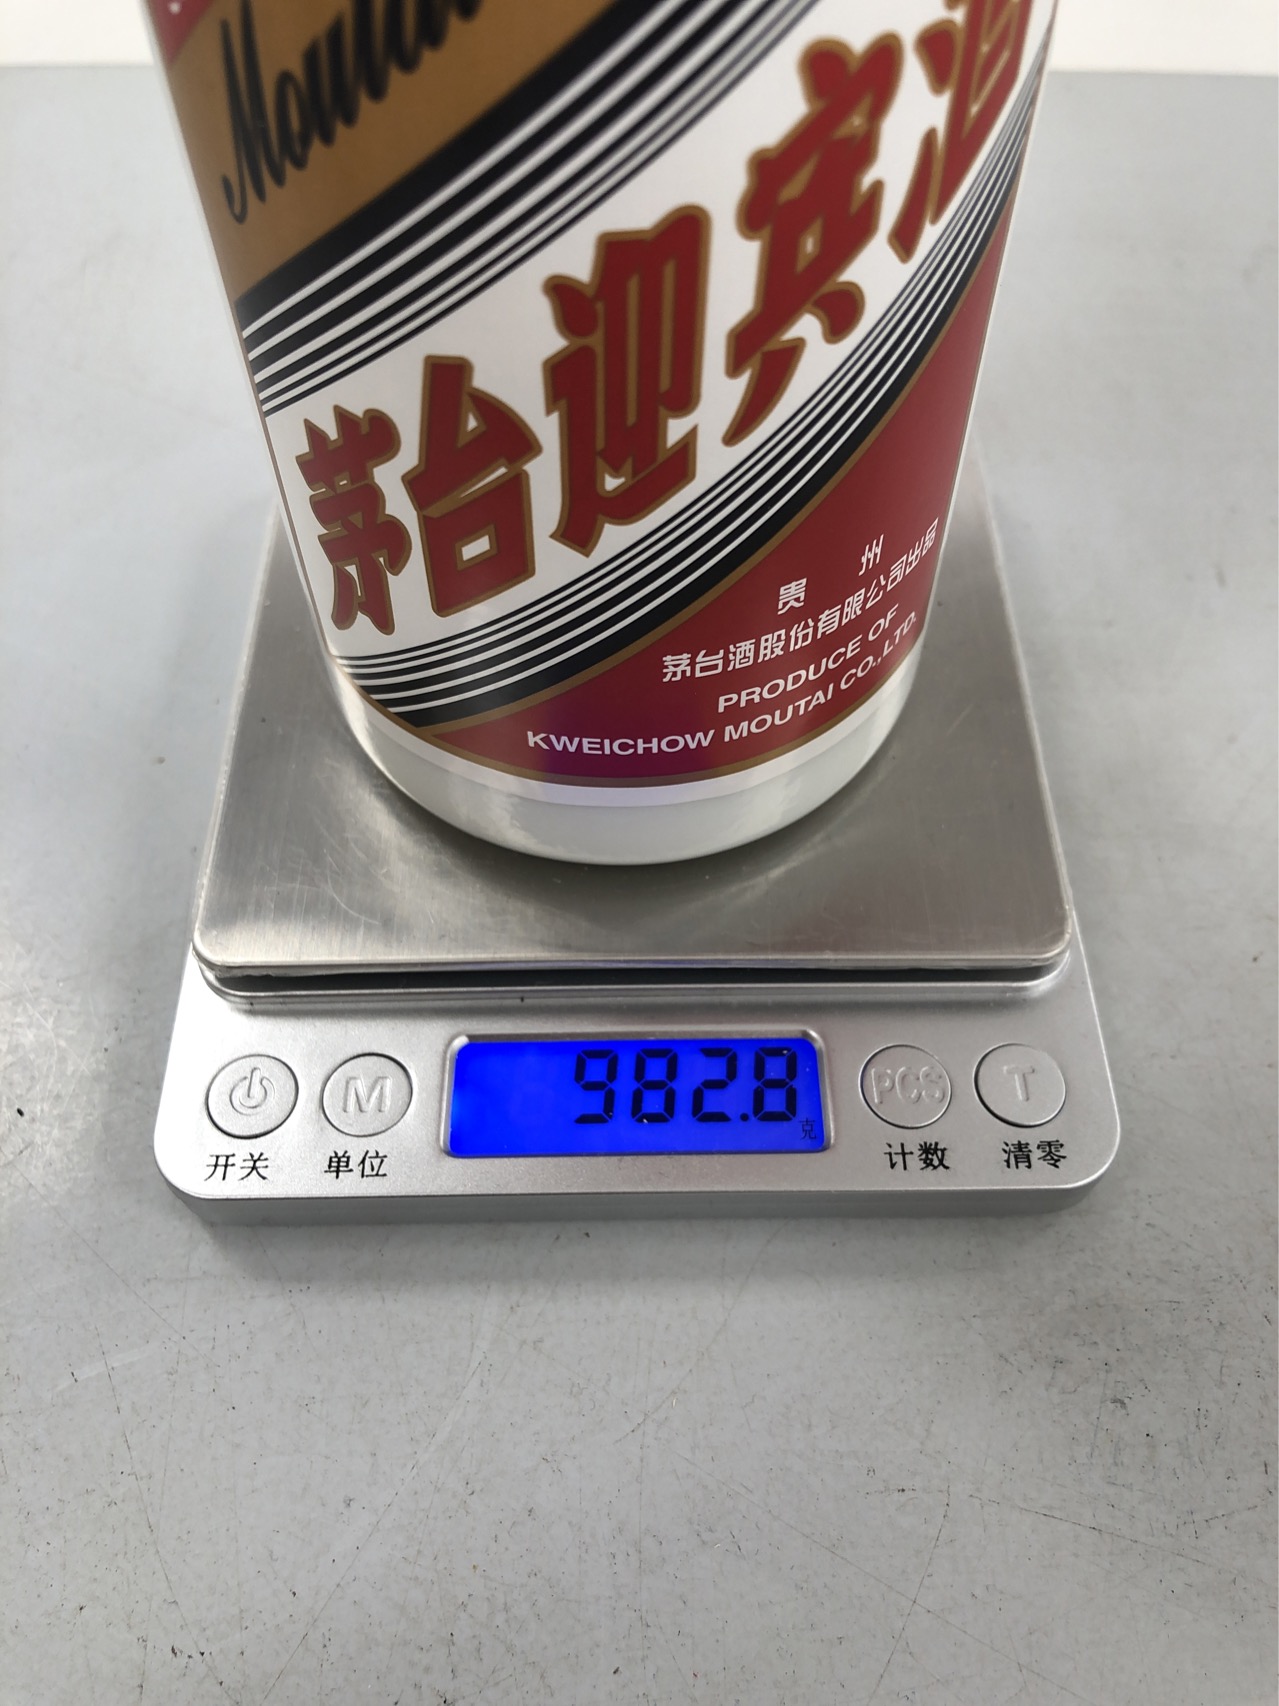 Moutai
茅台迎宾酒
贵 州
茅台酒股份有限公司出品
PRODUCE OF
KWEICHOW MOUTAI CO.,LTD.
982.8
克
M
PCS
T
开关
单位
计数
清零